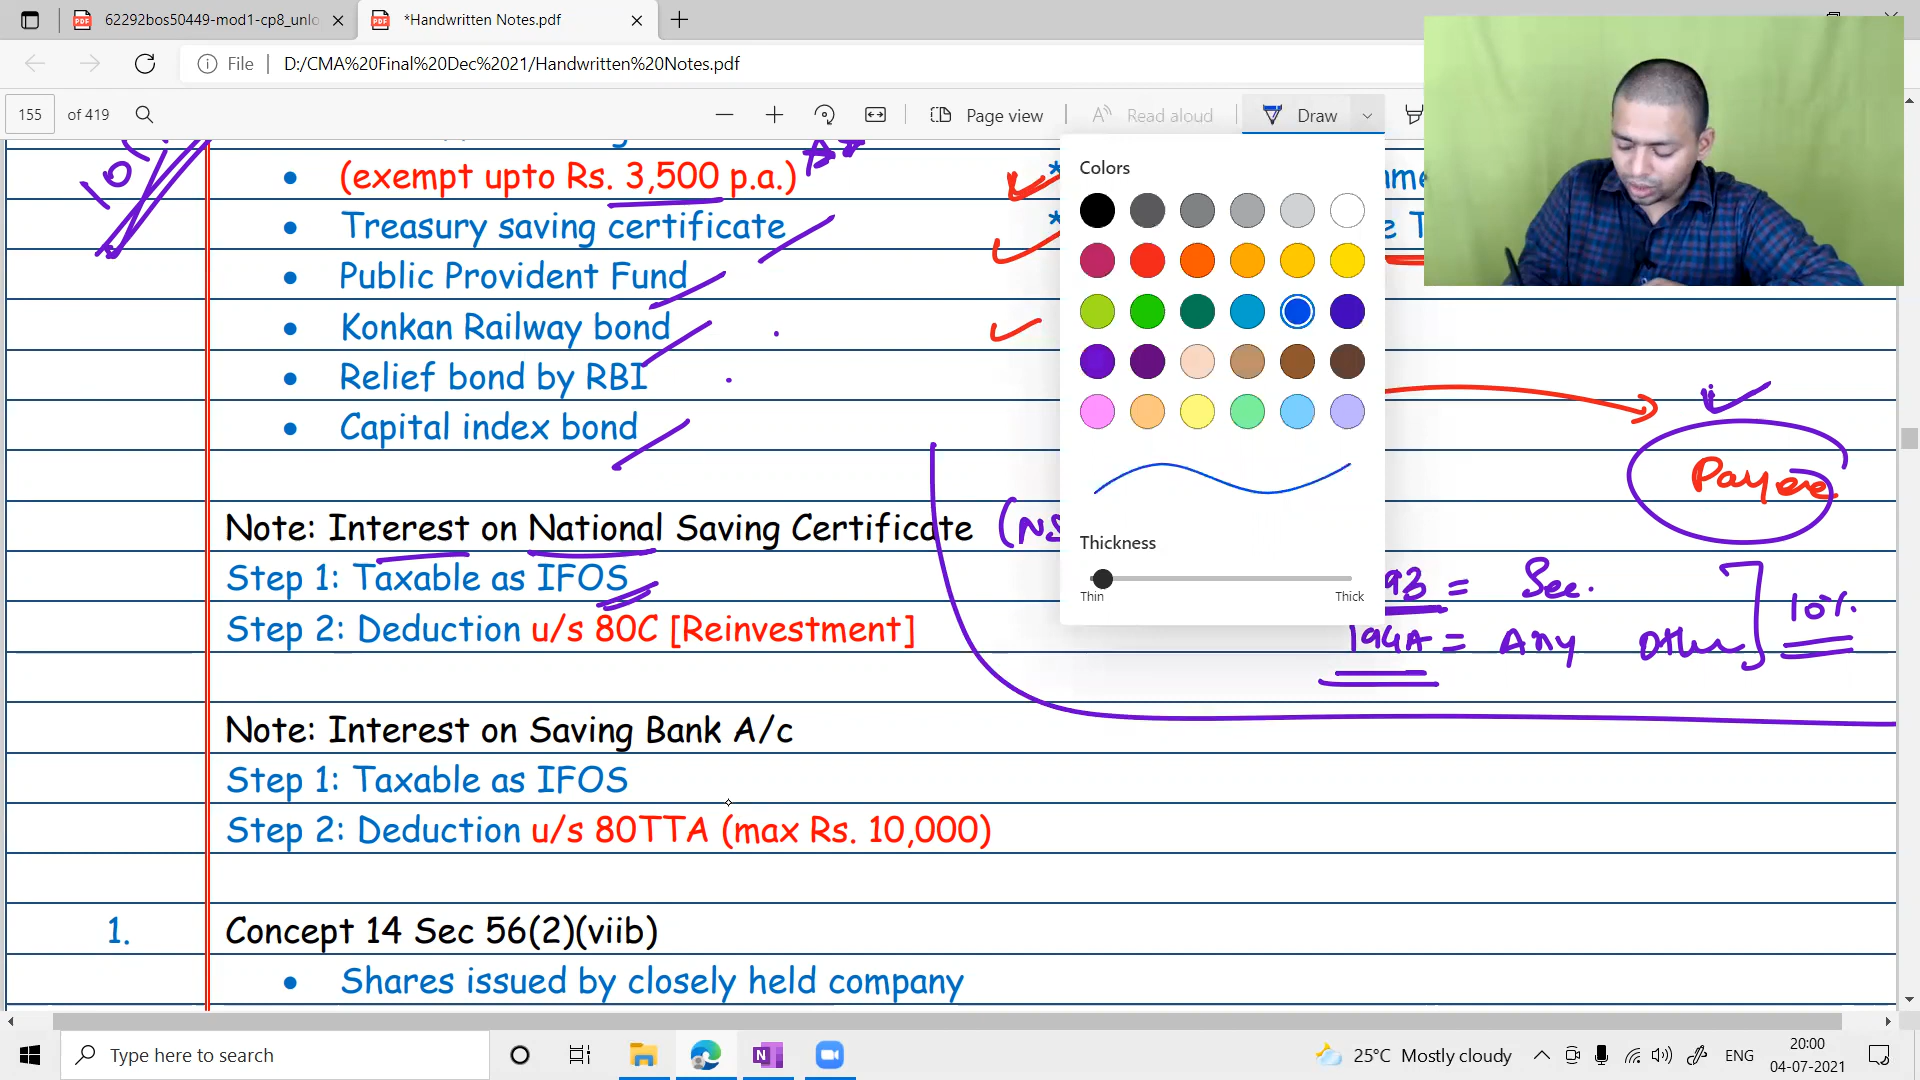 62292bos50449-mod1-cp8_unlo
*Handwritten Notes.pdf
File
D:/CMA%20Final%20Dec%2021/Handwritten%20Notes.pdf
155 of 419
Page view
Read aloud
Draw
(exempt upto Rs. 3,500 p.a.)
Treasury saving certificate
Public Provident Fund
Konkan Railway bond
Relief bond by RBI
Capital index bond
Note: Interest on National Saving Certificate (NS
Step 1: Taxable as IFOS
Step 2: Deduction u/s 80C [Reinvestment]
Note: Interest on Saving Bank A/c
Step 1: Taxable as IFOS
Step 2: Deduction u/s 80TTA (max Rs. 10,000)
1. Concept 14 Sec 56(2)(viib)
Shares issued by closely held company
Colors
Thickness
Thin
Thick
93 = Sec.
194A = Any Other
10%
Type here to search
25°C Mostly cloudy
ENG
20:00
04-07-2021